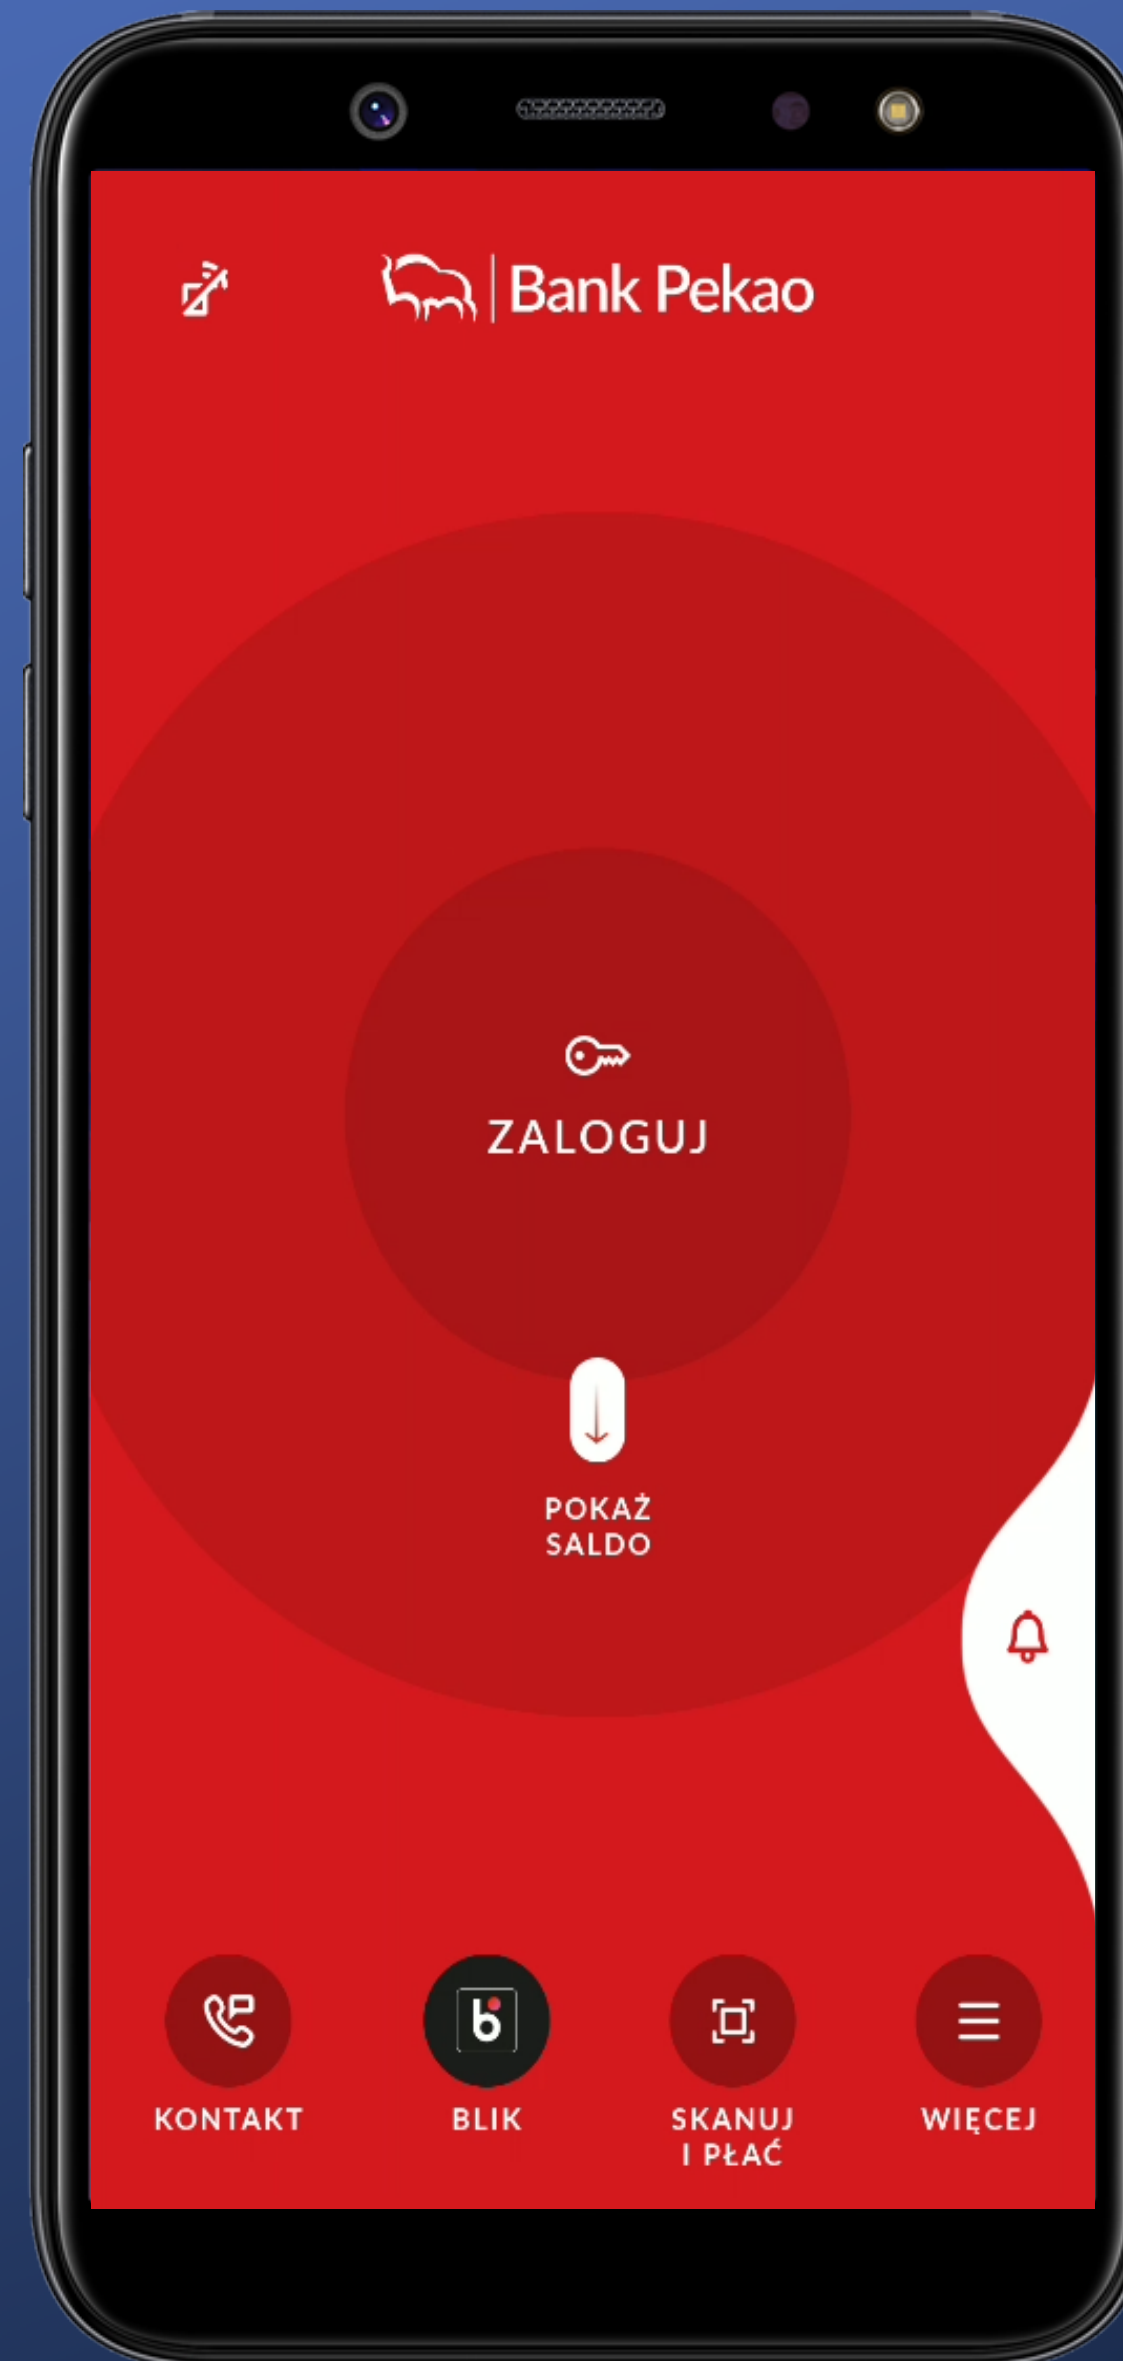 Bank Pekao
ZALOGUJ
POKAŻ
SALDO
KONTAKT
BLIK
SKANUJ
I PŁAĆ
WIĘCEJ